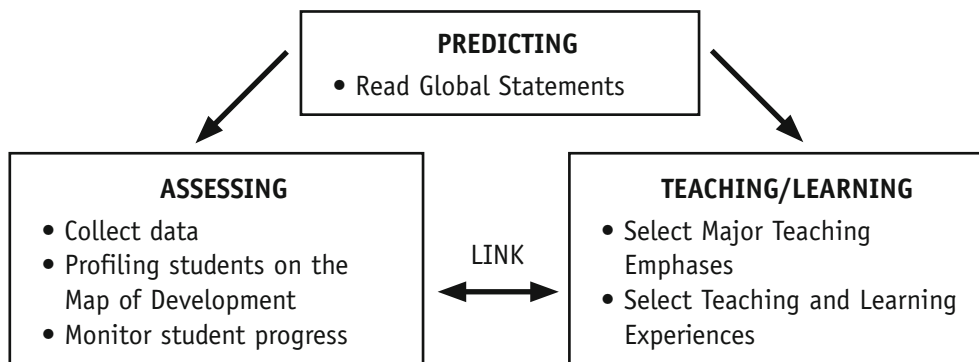 PREDICTING
• Read Global Statements
ASSESSING
• Collect data
• Profiling students on the
Map of Development
• Monitor student progress
LINK
TEACHING/LEARNING
• Select Major Teaching
Emphases
• Select Teaching and Learning
Experiences